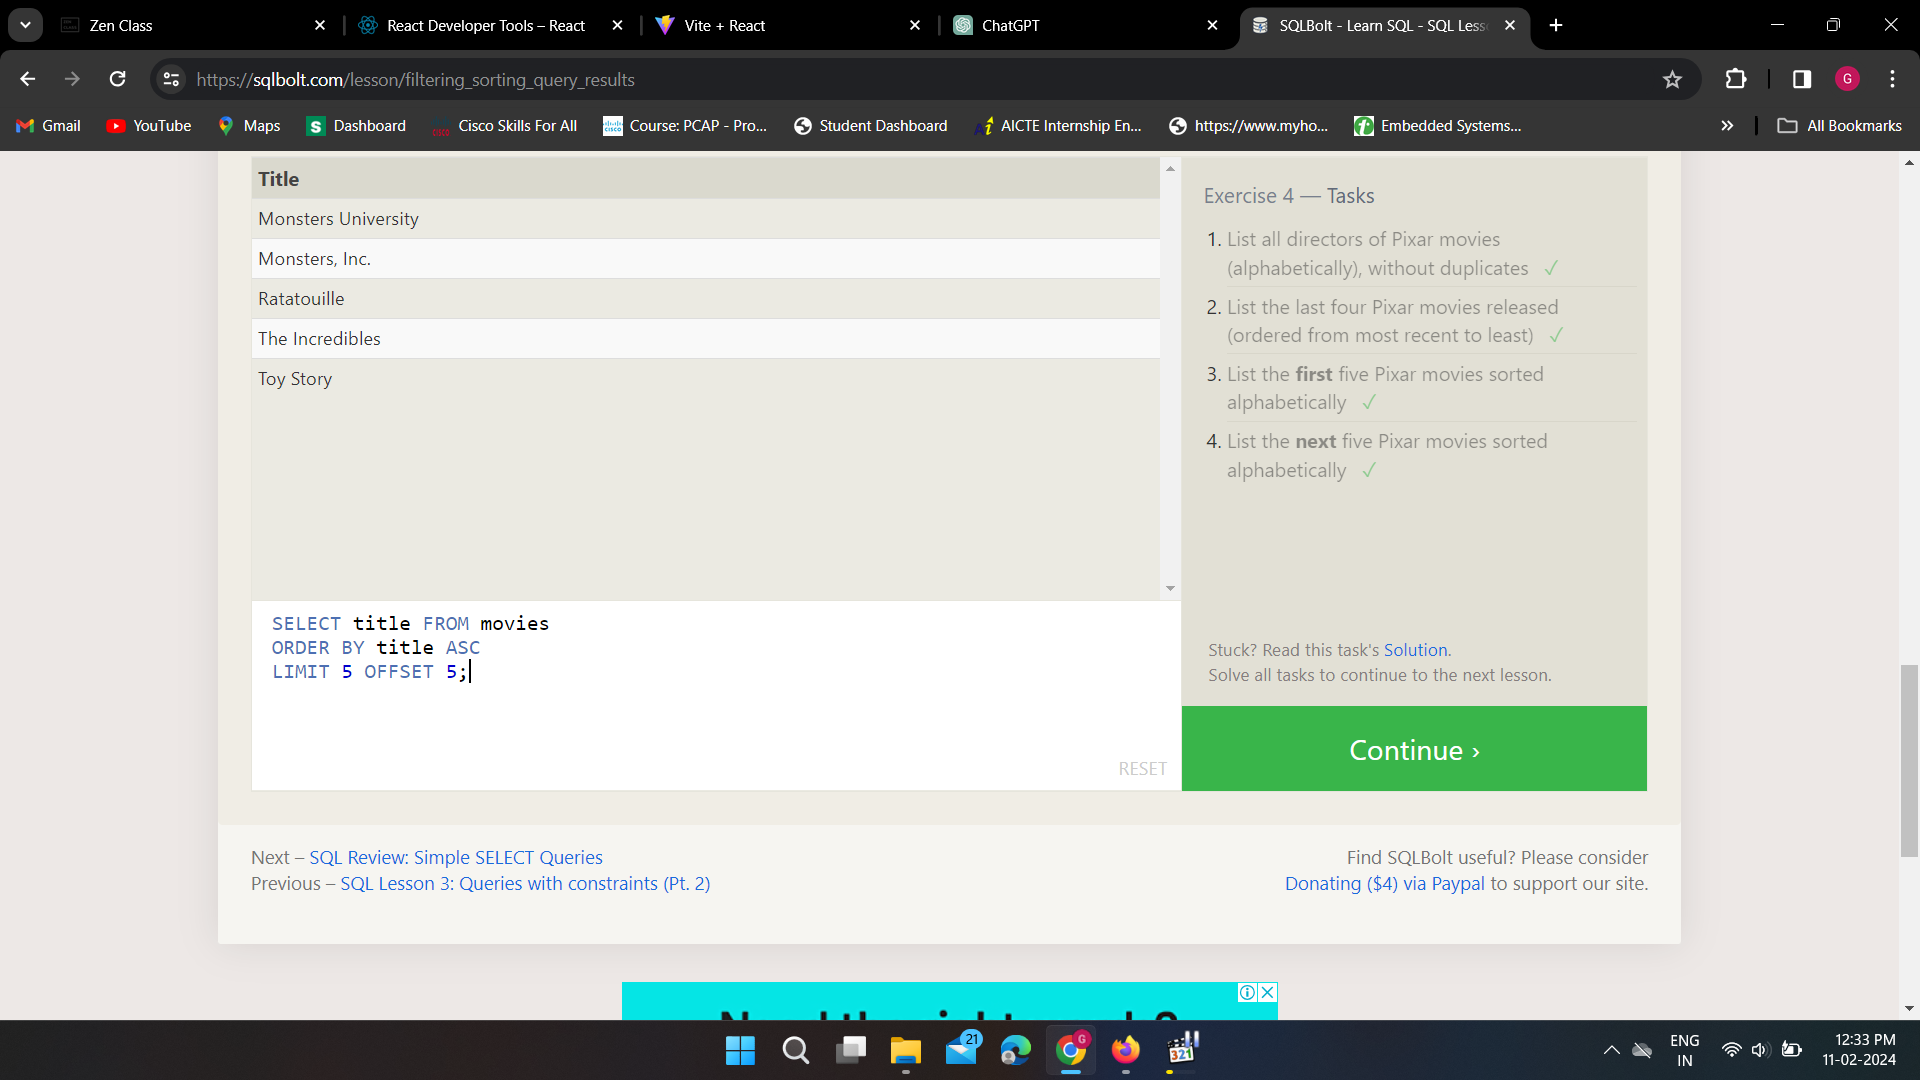 Zen Class
React Developer Tools – React
Vite + React
ChatGPT
SQLBolt - Learn SQL - SQL Less
https://sqlbolt.com/lesson/filtering_sorting_query_results
G
Gmail
YouTube
Maps
S
Dashboard
Cisco Skills For All
Course: PCAP - Pro...
Student Dashboard
AICTE Internship En...
https://www.myho...
Embedded Systems...
All Bookmarks
Title
Monsters University
Monsters, Inc.
Ratatouille
The Incredibles
Toy Story
Exercise 4 — Tasks
1. List all directors of Pixar movies
(alphabetically), without duplicates ✓
2. List the last four Pixar movies released
(ordered from most recent to least) ✓
3. List the first five Pixar movies sorted
alphabetically ✓
4. List the next five Pixar movies sorted
alphabetically ✓
SELECT title FROM movies
ORDER BY title ASC
LIMIT 5 OFFSET 5;
RESET
Stuck? Read this task's Solution.
Solve all tasks to continue to the next lesson.
Continue ›
Next – SQL Review: Simple SELECT Queries
Previous – SQL Lesson 3: Queries with constraints (Pt. 2)
Find SQLBolt useful? Please consider
Donating ($4) via Paypal to support our site.
21
G
321
ENG
IN
12:33 PM
11-02-2024